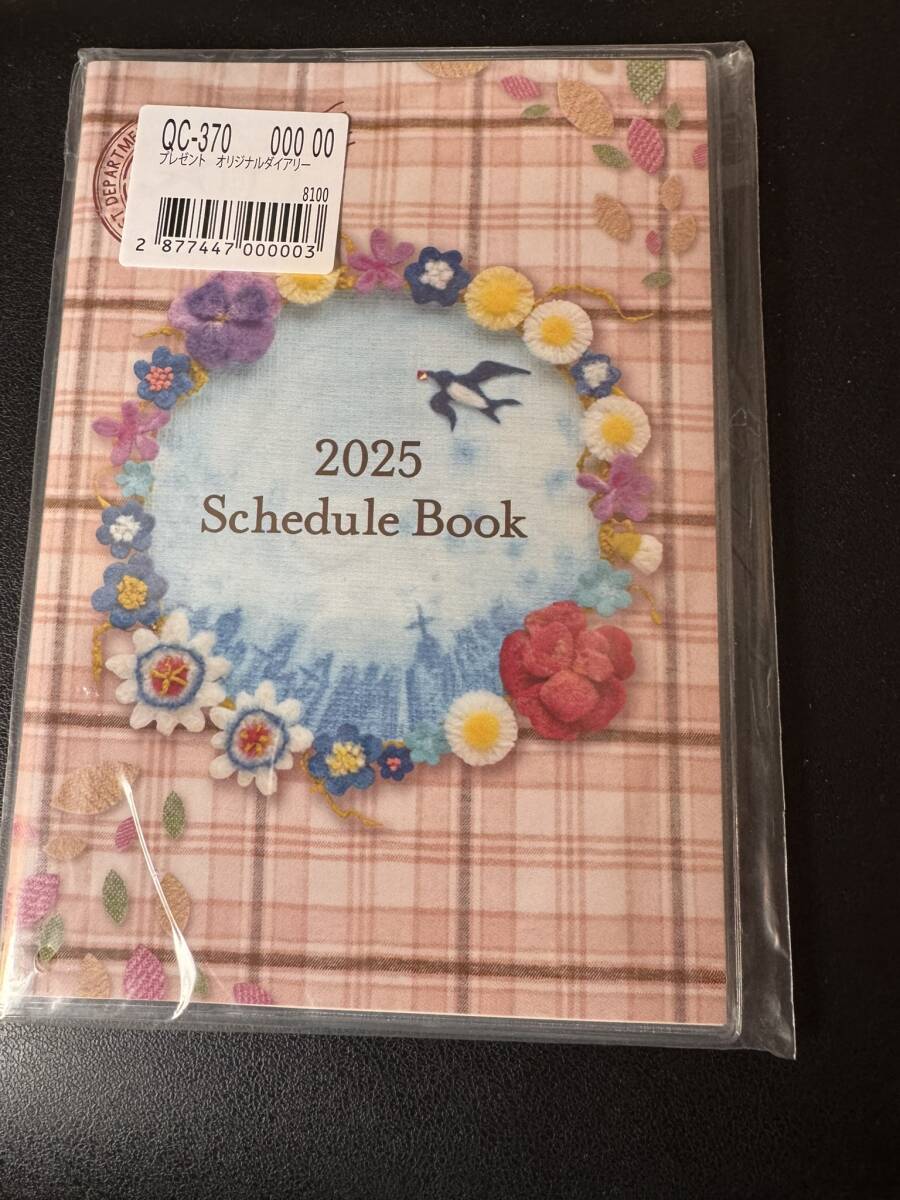 QC-370 000 00
プレゼント オリジナルダイアリー
8100
2 877447 000003
2025
Schedule Book